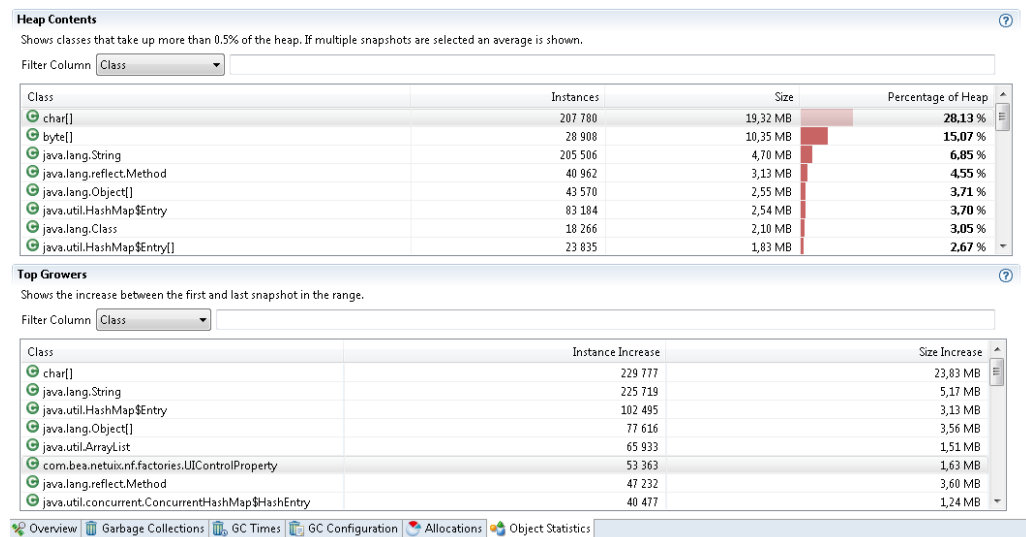 Heap Contents
Shows classes that take up more than 0.5% of the heap. If multiple snapshots are selected an average is shown.
Filter Column Class
Class Instances Size Percentage of Heap
char[] 207 780 19,32 MB 28,13 %
byte[] 28 908 10,35 MB 15,07 %
java.lang.String 205 506 4,70 MB 6,85 %
java.lang.reflect.Method 40 962 3,13 MB 4,55 %
java.lang.Object[] 43 570 2,55 MB 3,71 %
java.util.HashMap$Entry 83 184 2,54 MB 3,70 %
java.lang.Class 18 266 2,10 MB 3,05 %
java.util.HashMap$Entry[] 23 835 1,83 MB 2,67 %
Top Growers
Shows the increase between the first and last snapshot in the range.
Filter Column Class
Class Instance Increase Size Increase
char[] 229 777 23,83 MB
java.lang.String 225 719 5,17 MB
java.util.HashMap$Entry 102 495 3,13 MB
java.lang.Object[] 77 616 3,56 MB
java.util.ArrayList 65 933 1,51 MB
com.bea.netuix.nf.factories.UIControlProperty 53 363 1,63 MB
java.lang.reflect.Method 47 232 3,60 MB
java.util.concurrent.ConcurrentHashMap$HashEntry 40 477 1,24 MB
Overview Garbage Collections GC Times GC Configuration Allocations Object Statistics